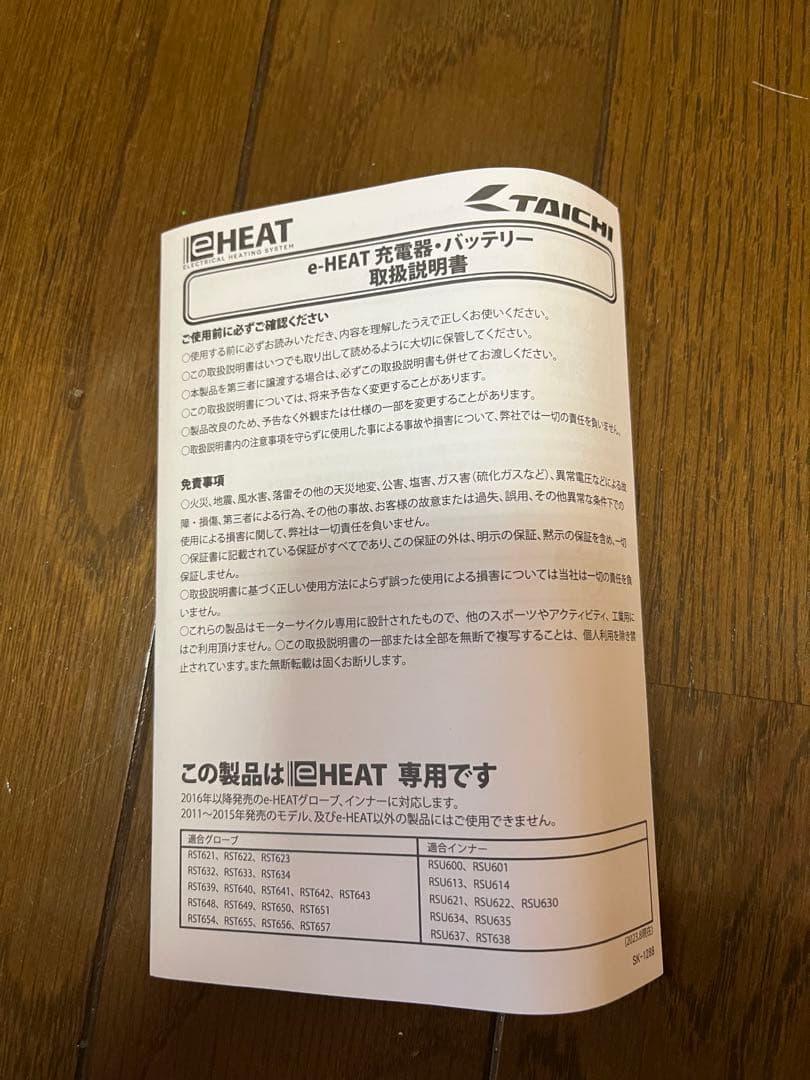 eHEAT
ELECTRICAL HEATING SYSTEM
TAICHI
e-HEAT 充電器・バッテリー
取扱説明書
ご使用前に必ずご確認ください
○使用する前に必ずお読みいただき、内容を理解したうえで正しくお使いください。
○この取扱説明書はいつでも取り出して読めるように大切に保管してください。
○本製品を第三者に譲渡する場合は、必ずこの取扱説明書も併せてお渡しください。
○この取扱説明書については、将来予告なく変更することがあります。
○製品改良のため、予告なく外観または仕様の一部を変更することがあります。
○取扱説明書内の注意事項を守らずに使用した事による事故や損害について、弊社では一切の責任を負いません。
免責事項
○火災、地震、風水害、落雷その他の天災地変、公害、塩害、ガス害（硫化ガスなど）、異常電圧などによる故
障・損傷、第三者による行為、その他の事故、お客様の故意または過失、誤用、その他異常な条件下での
使用による損害に関して、弊社は一切責任を負いません。
○保証書に記載されている保証がすべてであり、この保証の外は、明示の保証、黙示の保証を含め、一切
保証しません。
○取扱説明書に基づく正しい使用方法によらず誤った使用による損害については当社は一切の責任を負
いません。
○これらの製品はモーターサイクル専用に設計されたもので、他のスポーツやアクティビティ、工業用に
はご利用頂けません。○この取扱説明書の一部または全部を無断で複写することは、個人利用を除き禁
止されています。また無断転載は固くお断りします。
この製品は eHEAT 専用です
2016年以降発売のe-HEATグローブ、インナーに対応します。
2011～2015年発売のモデル、及びe-HEAT以外の製品にはご使用できません。
適合グローブ
RST621、RST622、RST623
RST632、RST633、RST634
RST639、RST640、RST641、RST642、RST643
RST648、RST649、RST650、RST651
RST654、RST655、RST656、RST657
適合インナー
RSU600、RSU601
RSU613、RSU614
RSU621、RSU622、RSU630
RSU634、RSU635
RSU637、RST638
(2023.8現在)
SK-1288